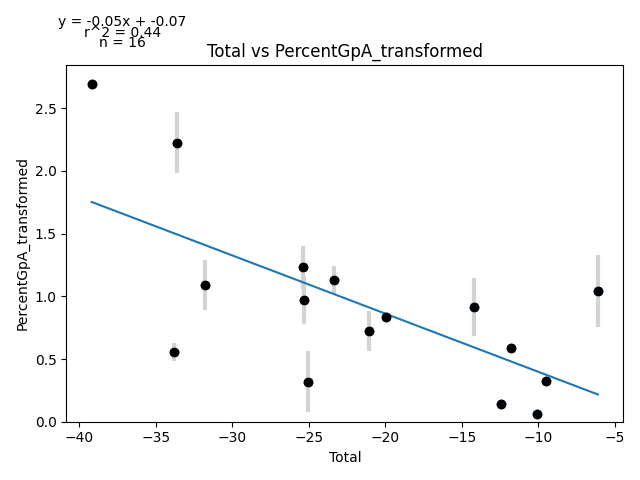 y = -0.05x + -0.07
r^2 = 0.44
n = 16
Total vs PercentGpA_transformed
PercentGpA_transformed
2.5
2.0
1.5
1.0
0.5
0.0
−40 −35 −30 −25 −20 −15 −10 −5
Total